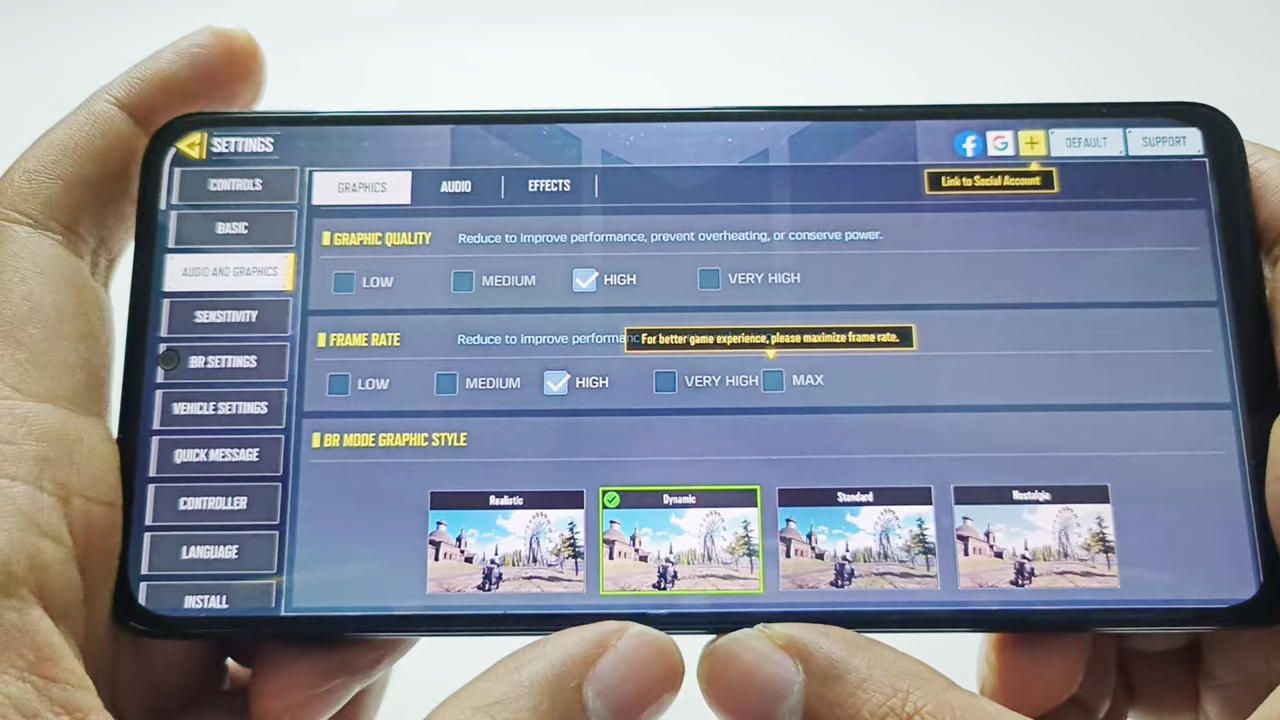 SETTINGS
G
DEFAULT
SUPPORT
Link to Social Account
CONTROLS
BASIC
AUDIO AND GRAPHICS
SENSITIVITY
BR SETTINGS
VEHICLE SETTINGS
QUICK MESSAGE
CONTROLLER
LANGUAGE
INSTALL
GRAPHICS
AUDIO
EFFECTS
GRAPHIC QUALITY
Reduce to improve performance, prevent overheating, or conserve power.
LOW
MEDIUM
HIGH
VERY HIGH
FRAME RATE
Reduce to improve
For better game experience, please maximize frame rate.
LOW
MEDIUM
HIGH
VERY HIGH
MAX
BR MODE GRAPHIC STYLE
Realistic
Dynamic
Standard
Nostalgia